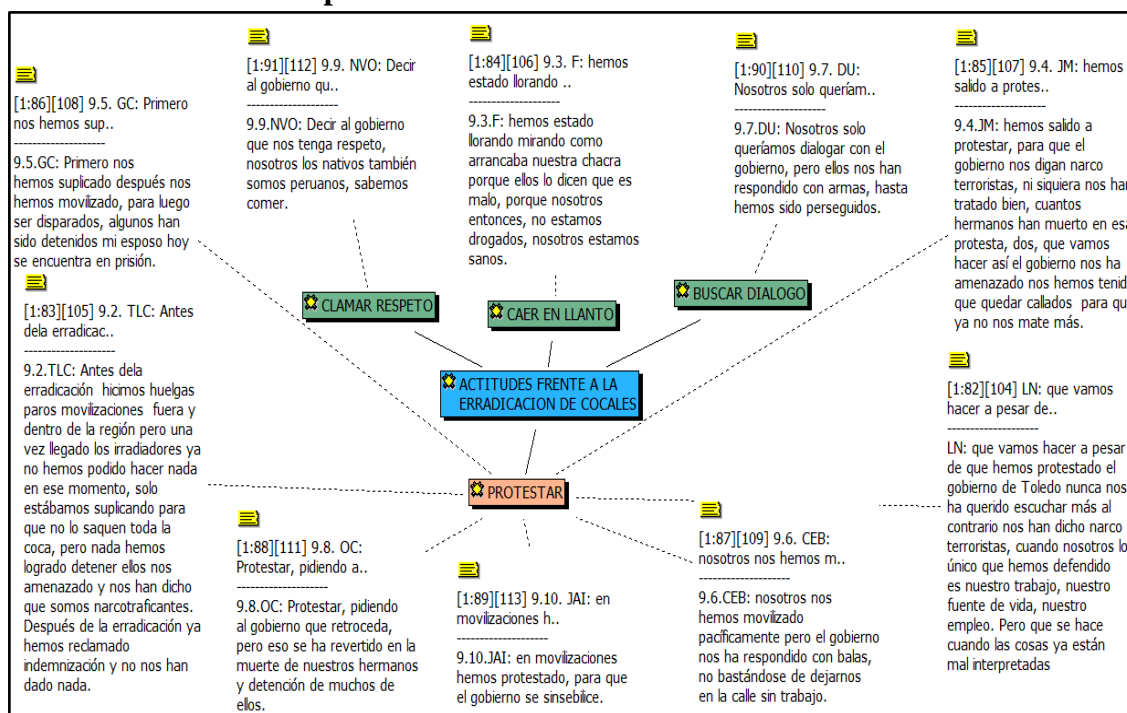 [1:86][108] 9.5. GC: Primero
nos hemos sup..
--------------------
9.5.GC: Primero nos
hemos suplicado después nos
hemos movilizado, para luego
ser disparados, algunos han
sido detenidos mi esposo hoy
se encuentra en prisión.
[1:91][112] 9.9. NVO: Decir
al gobierno qu..
--------------------
9.9.NVO: Decir al gobierno
que nos tenga respeto,
nosotros los nativos también
somos peruanos, sabemos
comer.
[1:84][106] 9.3. F: hemos
estado llorando ..
--------------------
9.3.F: hemos estado
llorando mirando como
arrancaba nuestra chacra
porque ellos lo dicen que es
malo, porque nosotros
entonces, no estamos
drogados, nosotros estamos
sanos.
[1:90][110] 9.7. DU:
Nosotros solo queríam..
--------------------
9.7.DU: Nosotros solo
queríamos dialogar con el
gobierno, pero ellos nos han
respondido con armas, hasta
hemos sido perseguidos.
[1:85][107] 9.4. JM: hemos
salido a protes..
--------------------
9.4.JM: hemos salido a
protestar, para que el
gobierno nos digan narco
terroristas, ni siquiera nos han
tratado bien, cuantos
hermanos han muerto en esa
protesta, dos, que vamos
hacer así el gobierno nos ha
amenazado nos hemos tenid
que quedar callados para qu
ya no nos mate más.
CLAMAR RESPETO
CAER EN LLANTO
BUSCAR DIALOGO
ACTITUDES FRENTE A LA
ERRADICACION DE COCALES
PROTESTAR
[1:83][105] 9.2. TLC: Antes
dela erradicac..
--------------------
9.2.TLC: Antes dela
erradicación hicimos huelgas
paros movilizaciones fuera y
dentro de la región pero una
vez llegado los irradiadores ya
no hemos podido hacer nada
en ese momento, solo
estábamos suplicando para
que no lo saquen toda la
coca, pero nada hemos
logrado detener ellos nos
amenazado y nos han dicho
que somos narcotraficantes.
Después de la erradicación ya
hemos reclamado
indemnización y no nos han
dado nada.
[1:88][111] 9.8. OC:
Protestar, pidiendo a..
--------------------
9.8.OC: Protestar, pidiendo
al gobierno que retroceda,
pero eso se ha revertido en la
muerte de nuestros hermanos
y detención de muchos de
ellos.
[1:89][113] 9.10. JAI: en
movilizaciones h..
--------------------
9.10.JAI: en movilizaciones
hemos protestado, para que
el gobierno se sinsebilice.
[1:87][109] 9.6. CEB:
nosotros nos hemos m..
--------------------
9.6.CEB: nosotros nos
hemos movilizado
pacíficamente pero el gobierno
nos ha respondido con balas,
no bastándose de dejarnos
en la calle sin trabajo.
[1:82][104] LN: que vamos
hacer a pesar de..
--------------------
LN: que vamos hacer a pesar
de que hemos protestado el
gobierno de Toledo nunca nos
ha querido escuchar más al
contrario nos han dicho narco
terroristas, cuando nosotros lo
único que hemos defendido
es nuestro trabajo, nuestro
fuente de vida, nuestro
empleo. Pero que se hace
cuando las cosas ya están
mal interpretadas